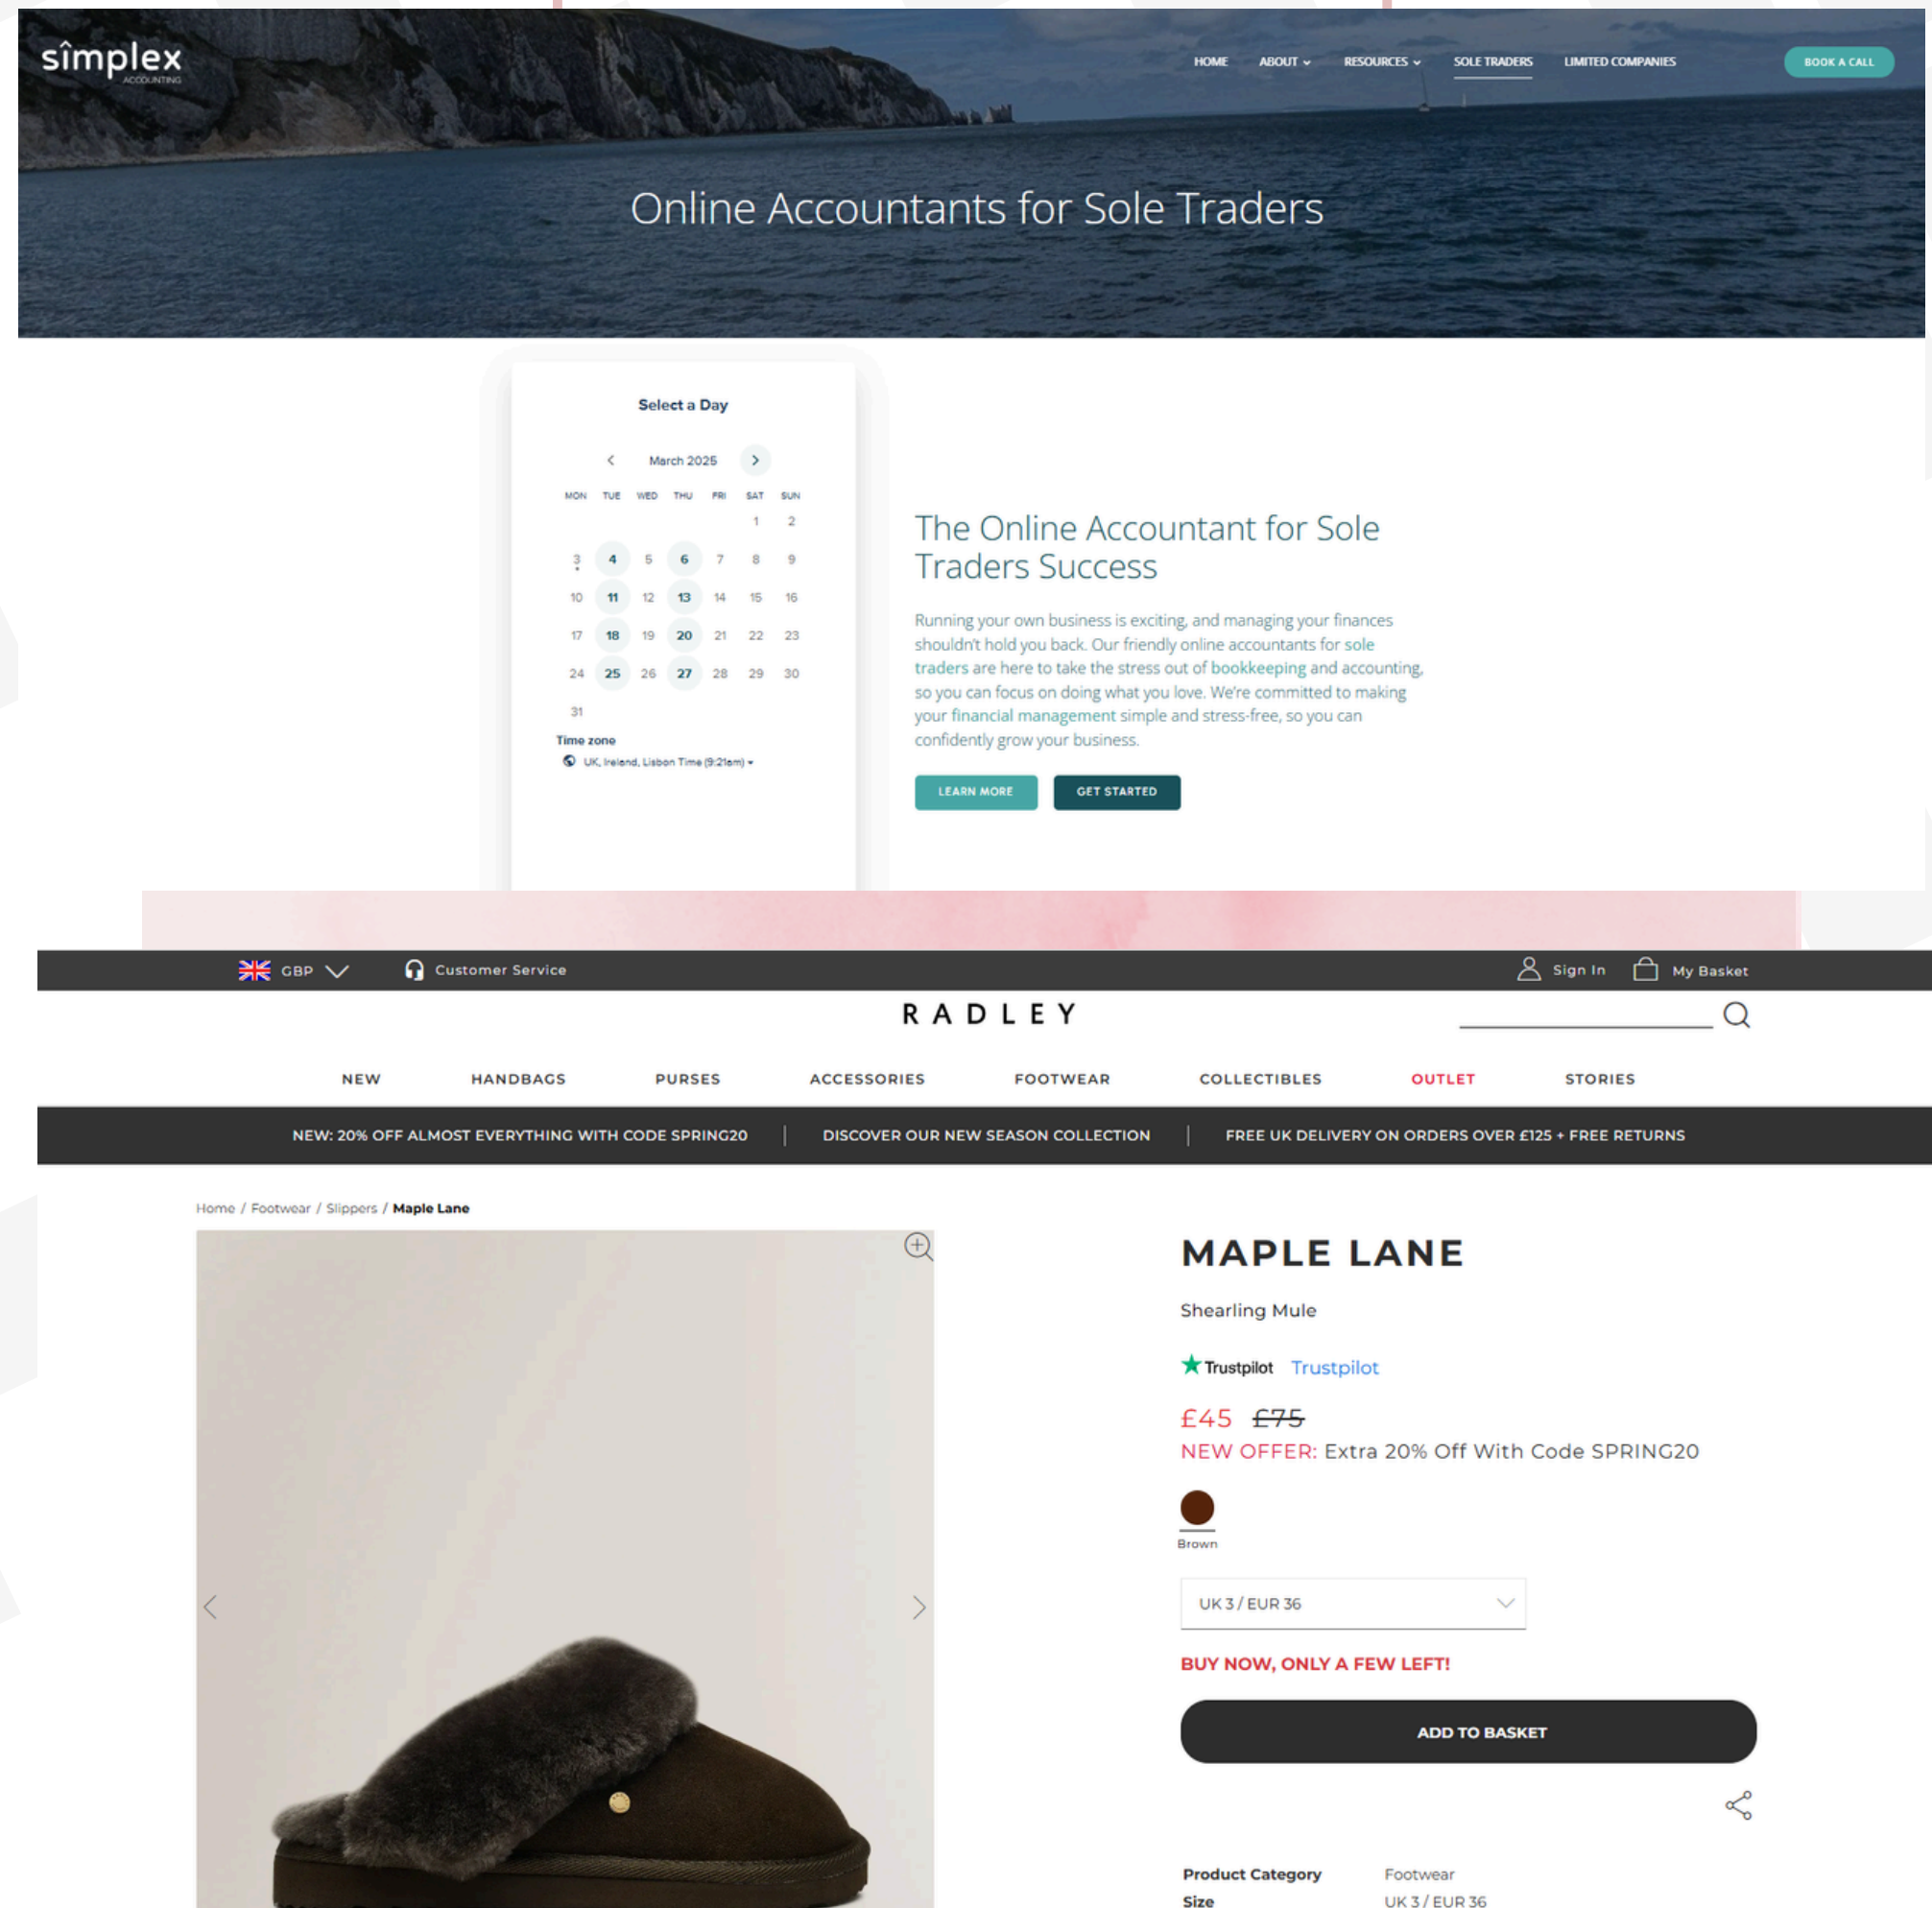 sîmplex
ACCOUNTING
HOME ABOUT RESOURCES SOLE TRADERS LIMITED COMPANIES BOOK A CALL
Online Accountants for Sole Traders
Select a Day
March 2025
MON TUE WED THU FRI SAT SUN
1 2
3 4 5 6 7 8 9
10 11 12 13 14 15 16
17 18 19 20 21 22 23
24 25 26 27 28 29 30
31
Time zone
UK, Ireland, Lisbon Time (9:21am)
The Online Accountant for Sole
Traders Success
Running your own business is exciting, and managing your finances
shouldn't hold you back. Our friendly online accountants for sole
traders are here to take the stress out of bookkeeping and accounting,
so you can focus on doing what you love. We're committed to making
your financial management simple and stress-free, so you can
confidently grow your business.
LEARN MORE GET STARTED
GBP Customer Service Sign In My Basket
RADLEY
NEW HANDBAGS PURSES ACCESSORIES FOOTWEAR COLLECTIBLES OUTLET STORIES
NEW: 20% OFF ALMOST EVERYTHING WITH CODE SPRING20 | DISCOVER OUR NEW SEASON COLLECTION | FREE UK DELIVERY ON ORDERS OVER £125 + FREE RETURNS
Home / Footwear / Slippers / Maple Lane
MAPLE LANE
Shearling Mule
Trustpilot Trustpilot
£45 £75
NEW OFFER: Extra 20% Off With Code SPRING20
Brown
UK 3 / EUR 36
BUY NOW, ONLY A FEW LEFT!
ADD TO BASKET
Product Category Footwear
Size UK 3 / EUR 36